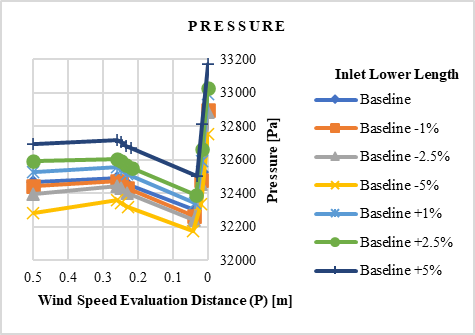 PRESSURE
33200
33000
32800
32600
32400
32200
32000
Pressure [Pa]
0.5 0.4 0.3 0.2 0.1 0
Wind Speed Evaluation Distance (P) [m]
Inlet Lower Length
Baseline
Baseline -1%
Baseline -2.5%
Baseline -5%
Baseline +1%
Baseline +2.5%
Baseline +5%